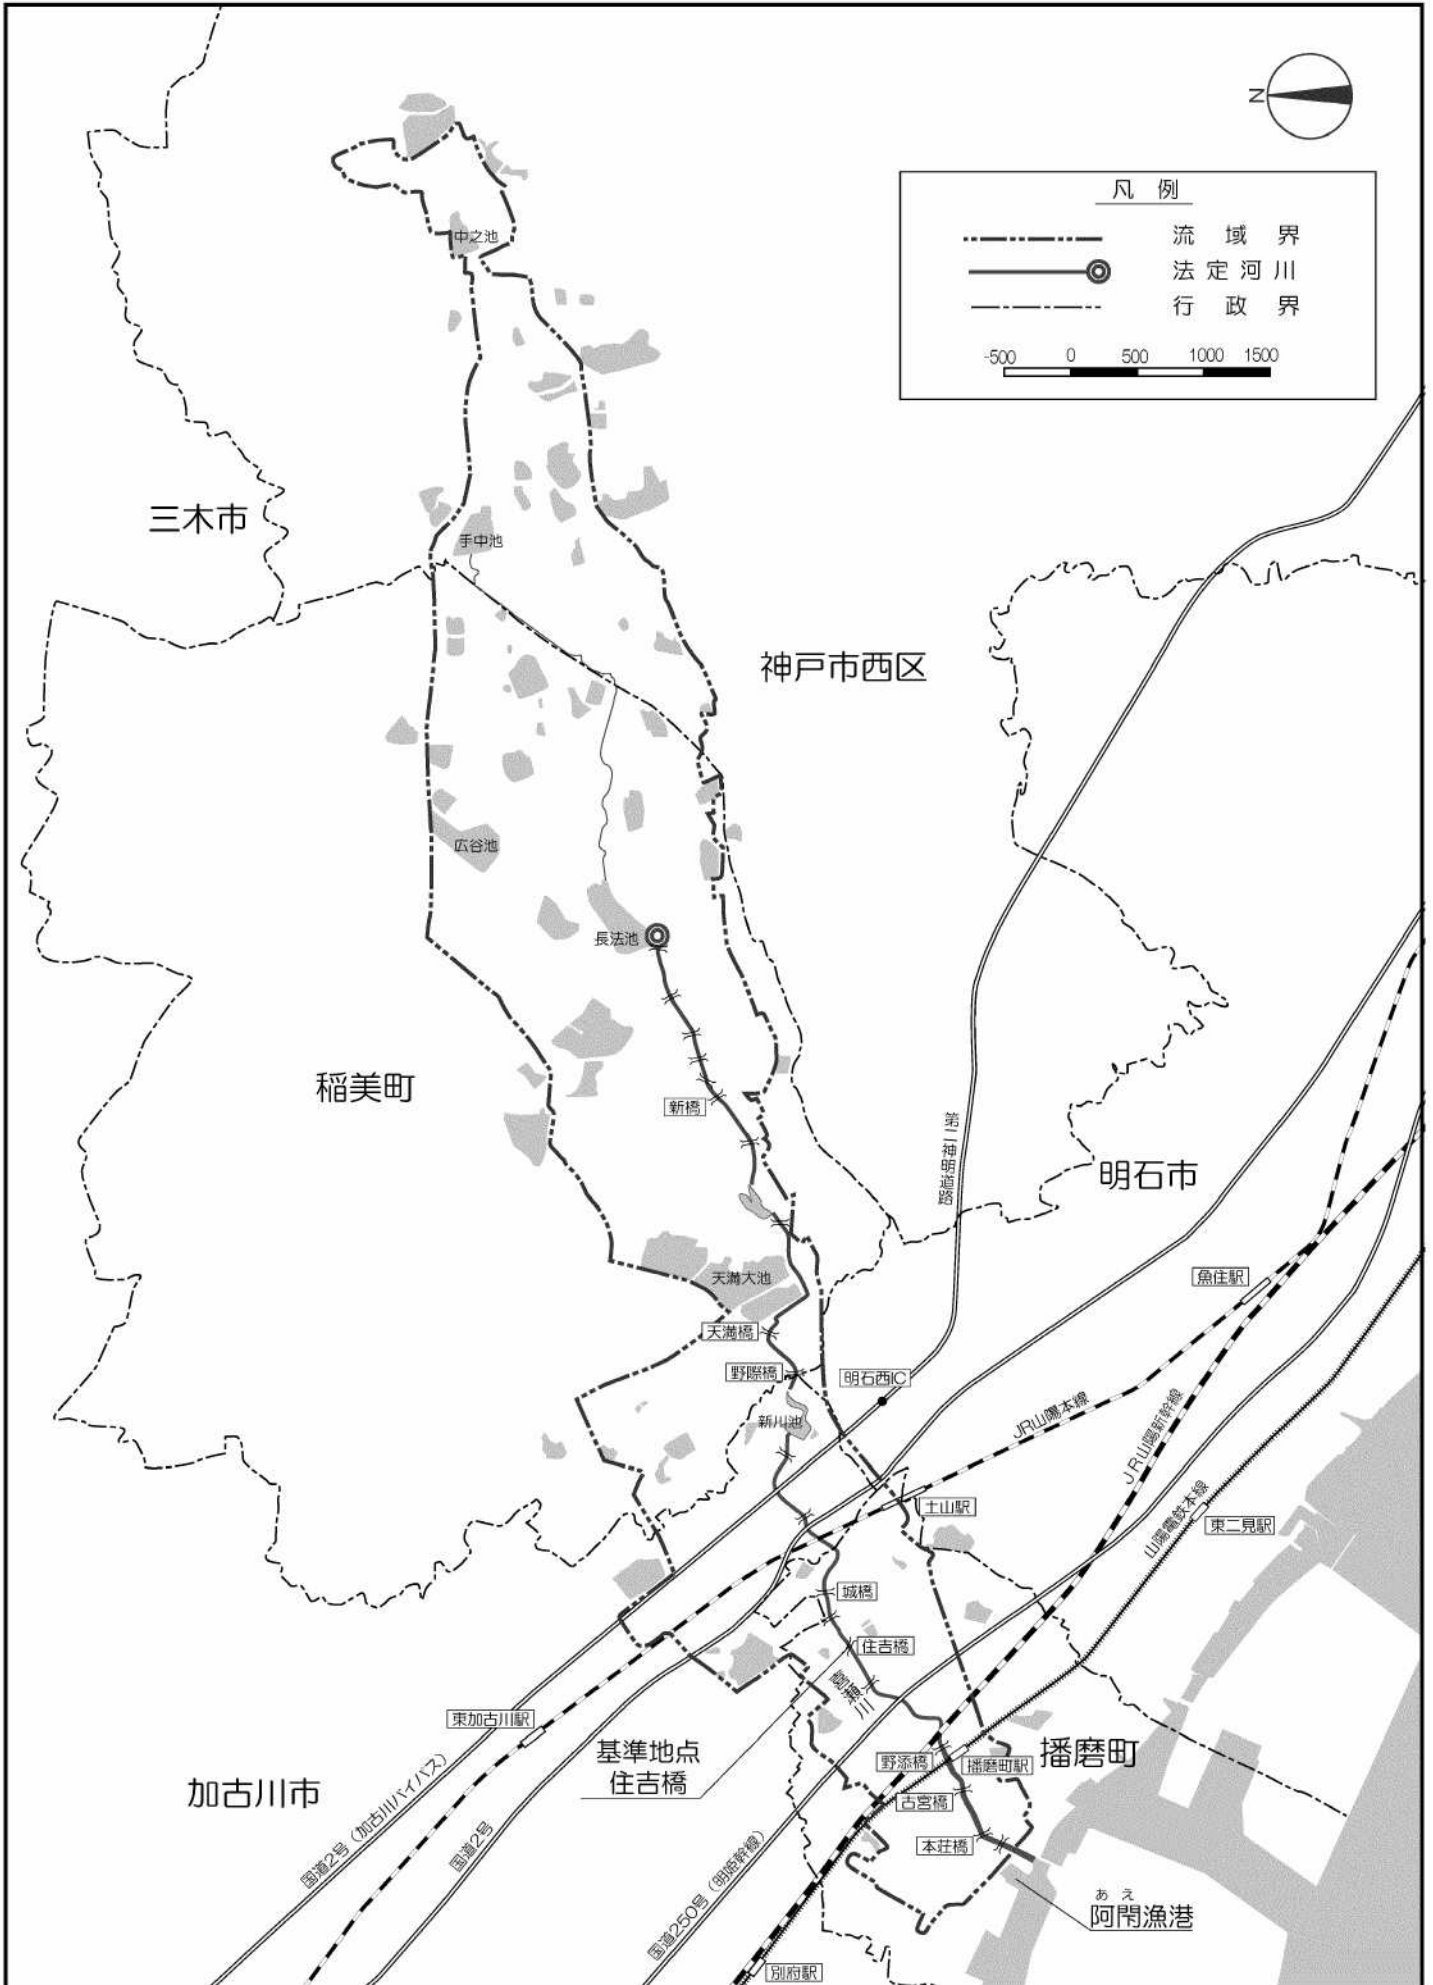 N
凡 例
流 域 界
法定河川
行 政 界
-500 0 500 1000 1500
中之池
三木市
手中池
神戸市西区
広谷池
長法池
稲美町
新橋
第二神明道路
明石市
天満大池
魚住駅
天満橋
野際橋
明石西IC
新川池
JR山陽本線
JR山陽新幹線
土山駅
山陽電鉄本線
東二見駅
城橋
住吉橋
喜瀬川
東加古川駅
基準地点
住吉橋
野添橋
播磨町駅
播磨町
加古川市
古宮橋
国道2号(加古川バイパス)
国道2号
本荘橋
国道250号(明姫幹線)
あ え
阿閇漁港
別府駅